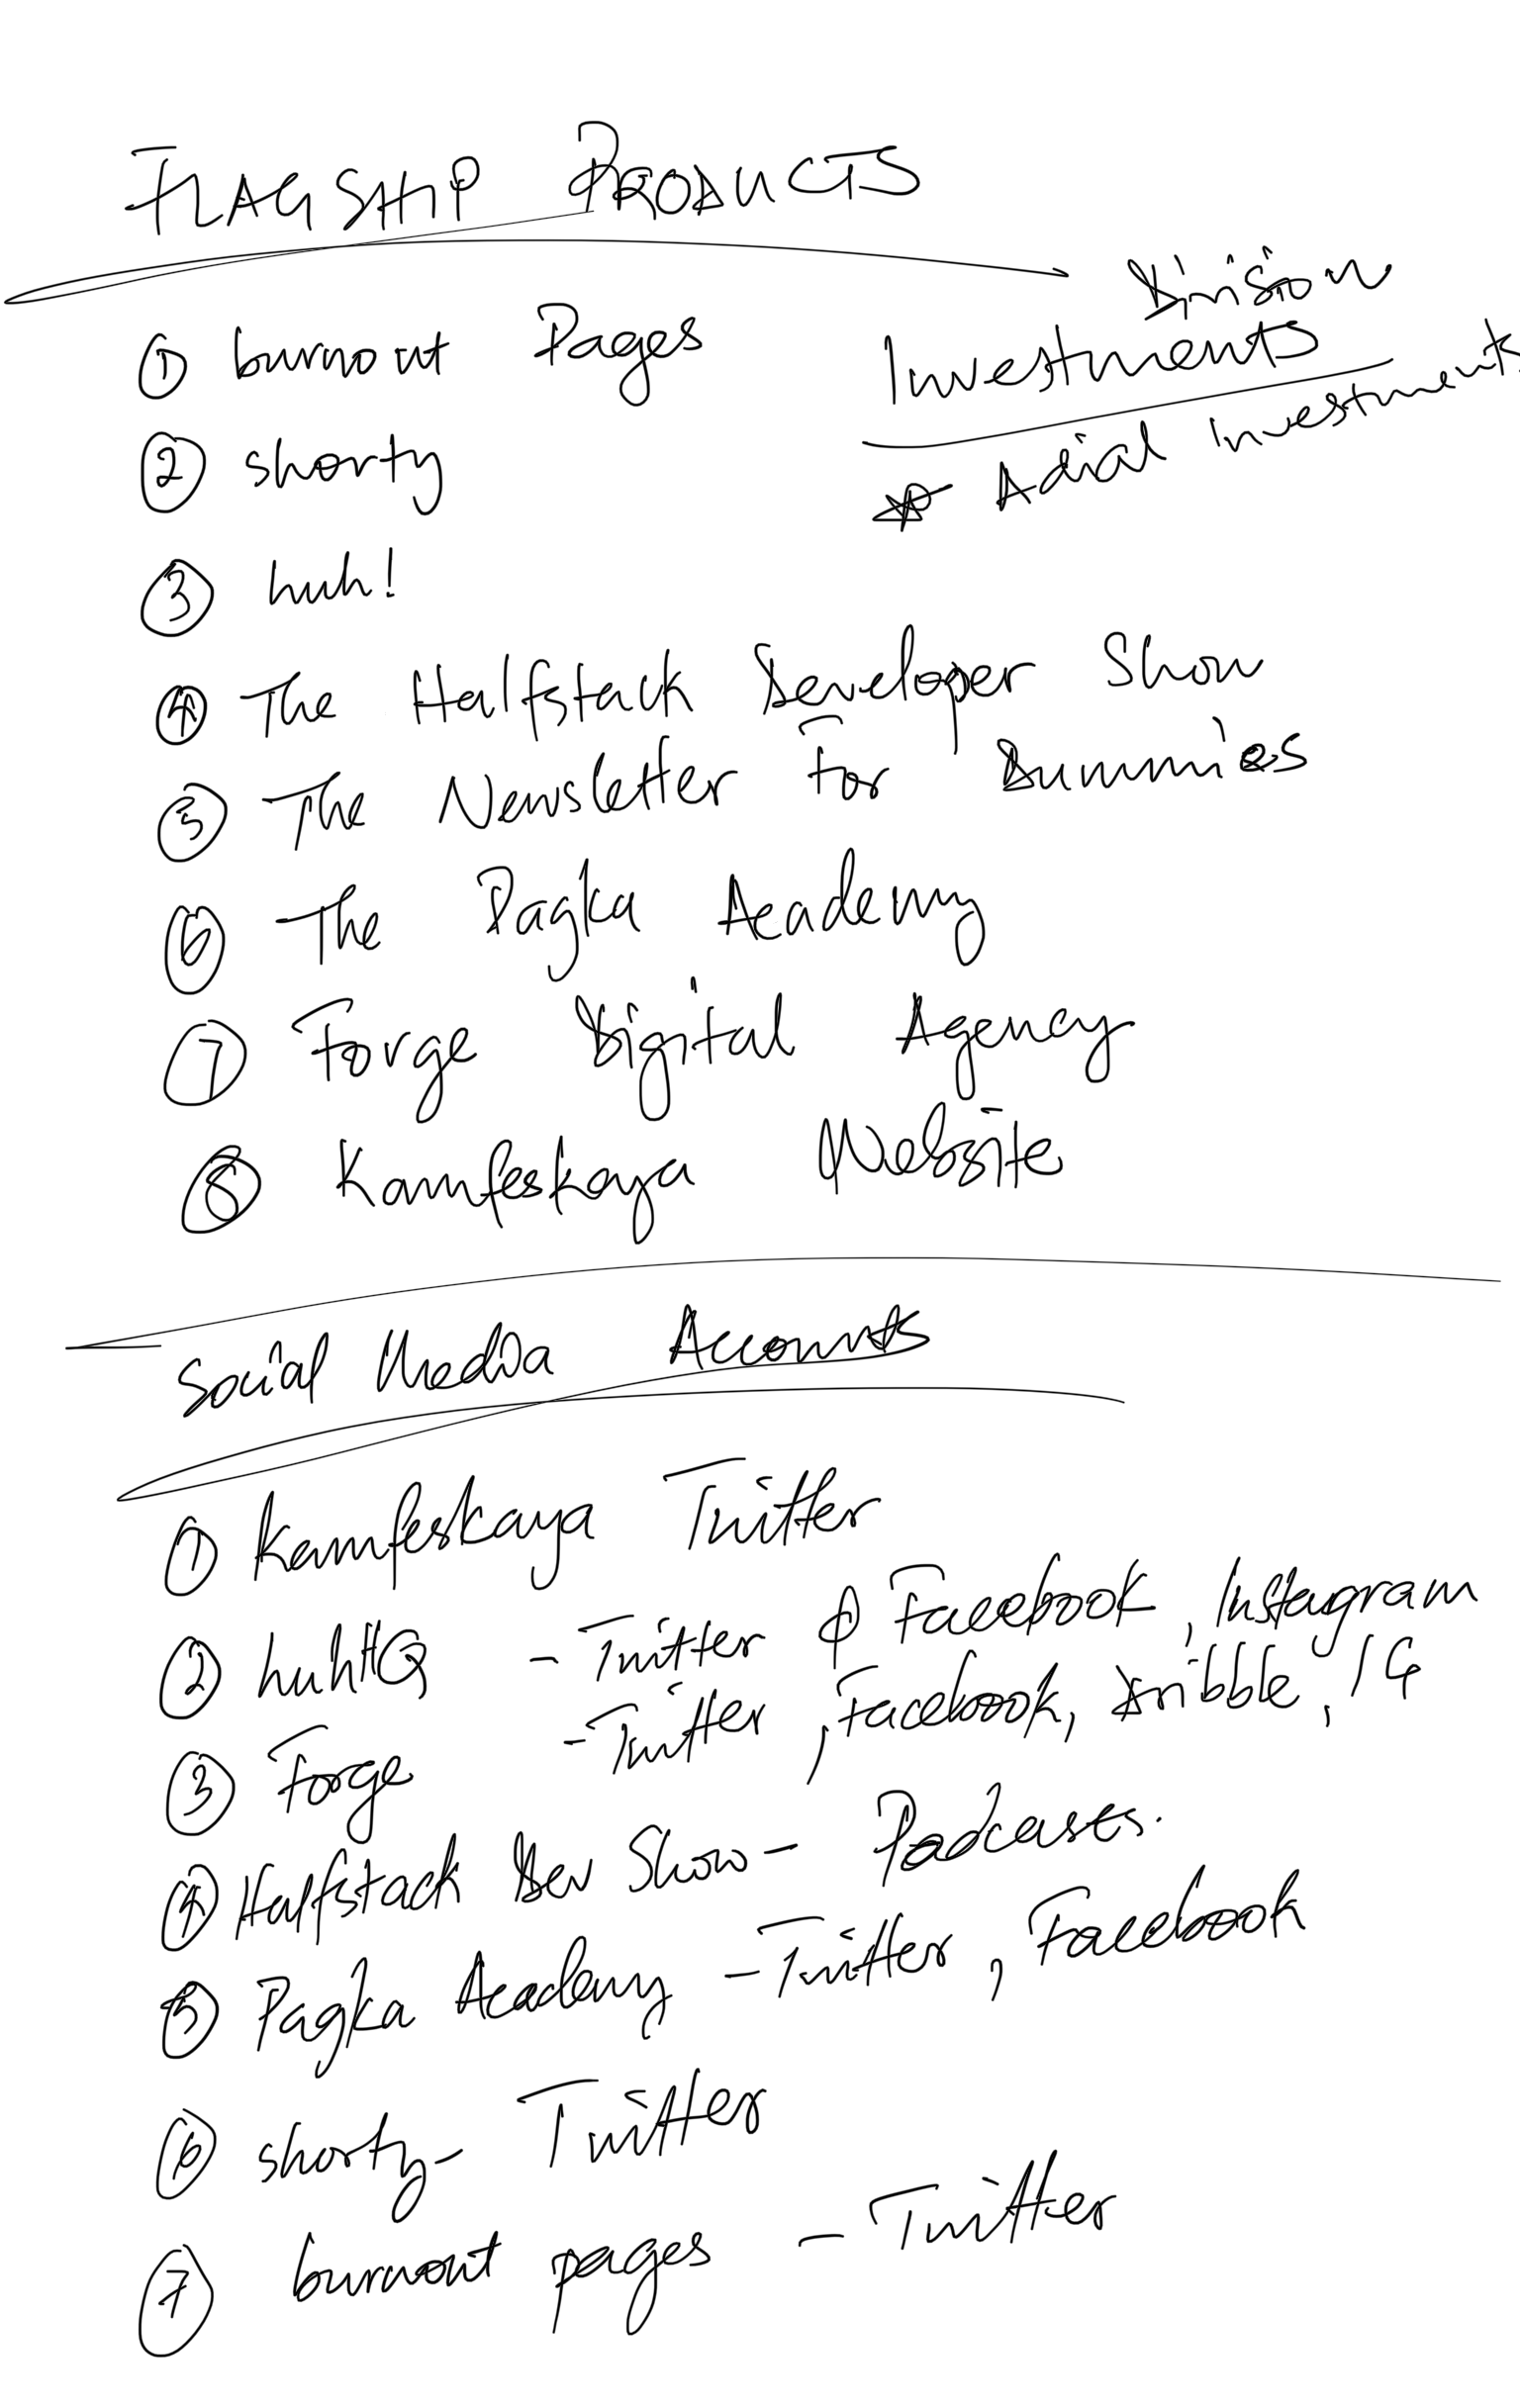 FLAGSHIP PRODUCTS
① burnout Pages
② shorty
③ huh!
④ The Halfstack Developer Show
⑤ The Newsletter For Dummies
⑥ The Pagka Academy
⑦ Forge Digital Agency
⑧ Kamfeskaya Website
Division
Investments
☆ Adial Investments
Social Media Accounts
① Kamfeskaya Twitter
② huhHQ - Twitter & Facebook, Instagram
③ Forge - Twitter, Facebook, Dribble, IG
④ Halfstack Dev Show - Podcasts.
⑤ Pagka Academy - Twitter, Facebook
⑥ shorty - Twitter
⑦ burnout pages - Twitter